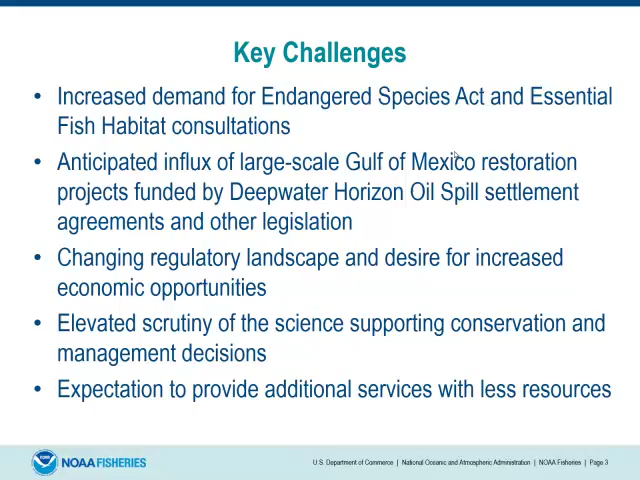 Key Challenges
• Increased demand for Endangered Species Act and Essential
Fish Habitat consultations
• Anticipated influx of large-scale Gulf of Mexico restoration
projects funded by Deepwater Horizon Oil Spill settlement
agreements and other legislation
• Changing regulatory landscape and desire for increased
economic opportunities
• Elevated scrutiny of the science supporting conservation and
management decisions
• Expectation to provide additional services with less resources
NOAA FISHERIES
U.S. Department of Commerce | National Oceanic and Atmospheric Administration | NOAA Fisheries | Page 3